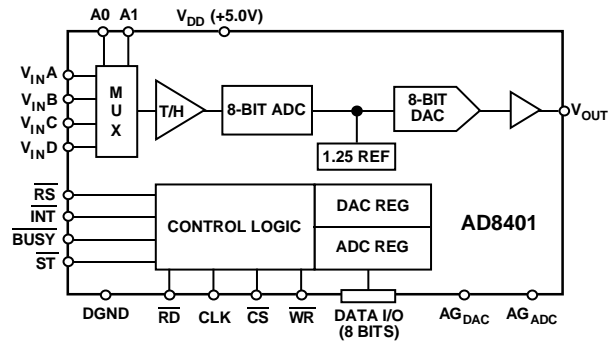 A0 A1 VDD (+5.0V)
VINA
VINB
VINC
VIND
MUX
T/H
8-BIT ADC
8-BIT
DAC
VOUT
1.25 REF
RS
INT
BUSY
ST
CONTROL LOGIC
DAC REG
ADC REG
AD8401
DGND RD CLK CS WR DATA I/O
(8 BITS)
AGDAC AGADC